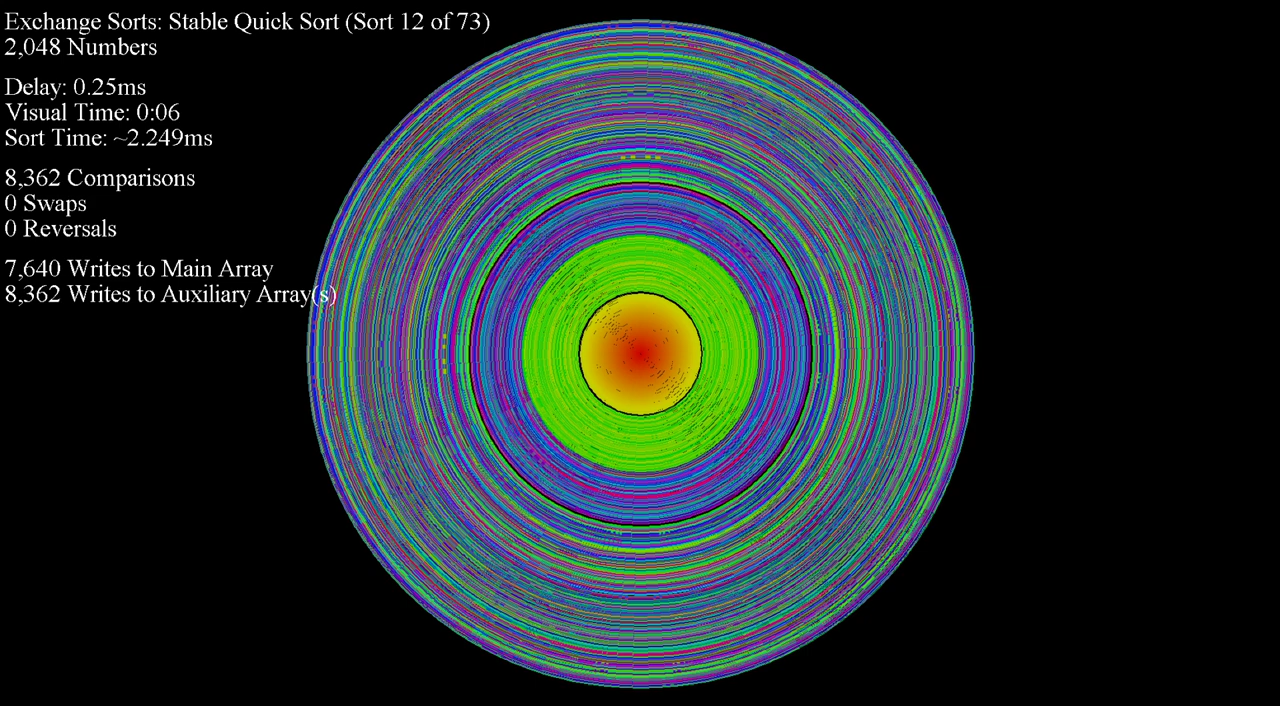 Exchange Sorts: Stable Quick Sort (Sort 12 of 73)
2,048 Numbers
Delay: 0.25ms
Visual Time: 0:06
Sort Time: ~2.249ms
8,362 Comparisons
0 Swaps
0 Reversals
7,640 Writes to Main Array
8,362 Writes to Auxiliary Array(s)